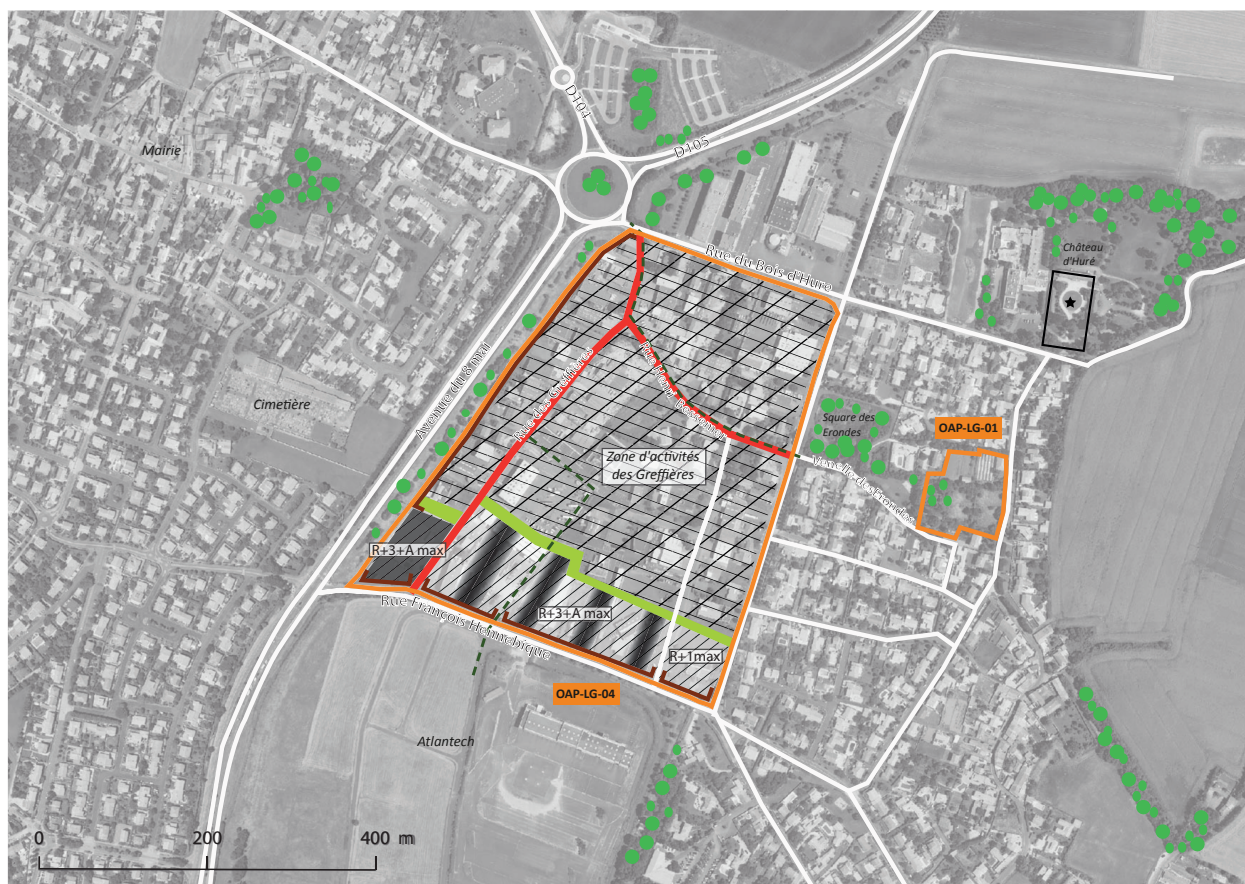 D104
D105
Mairie
Rue du Bois d'Huré
Château
d'Huré
Rue des Greffières
Rue Henri Bessemer
Avenue du 8 mai
Cimetière
Square des
Erondes
OAP-LG-01
Zone d'activités
des Greffières
Venelle des Erondes
R+3+A max
R+3+A max
Rue François Hennebique
R+1max
OAP-LG-04
Atlantech
0
200
400 m